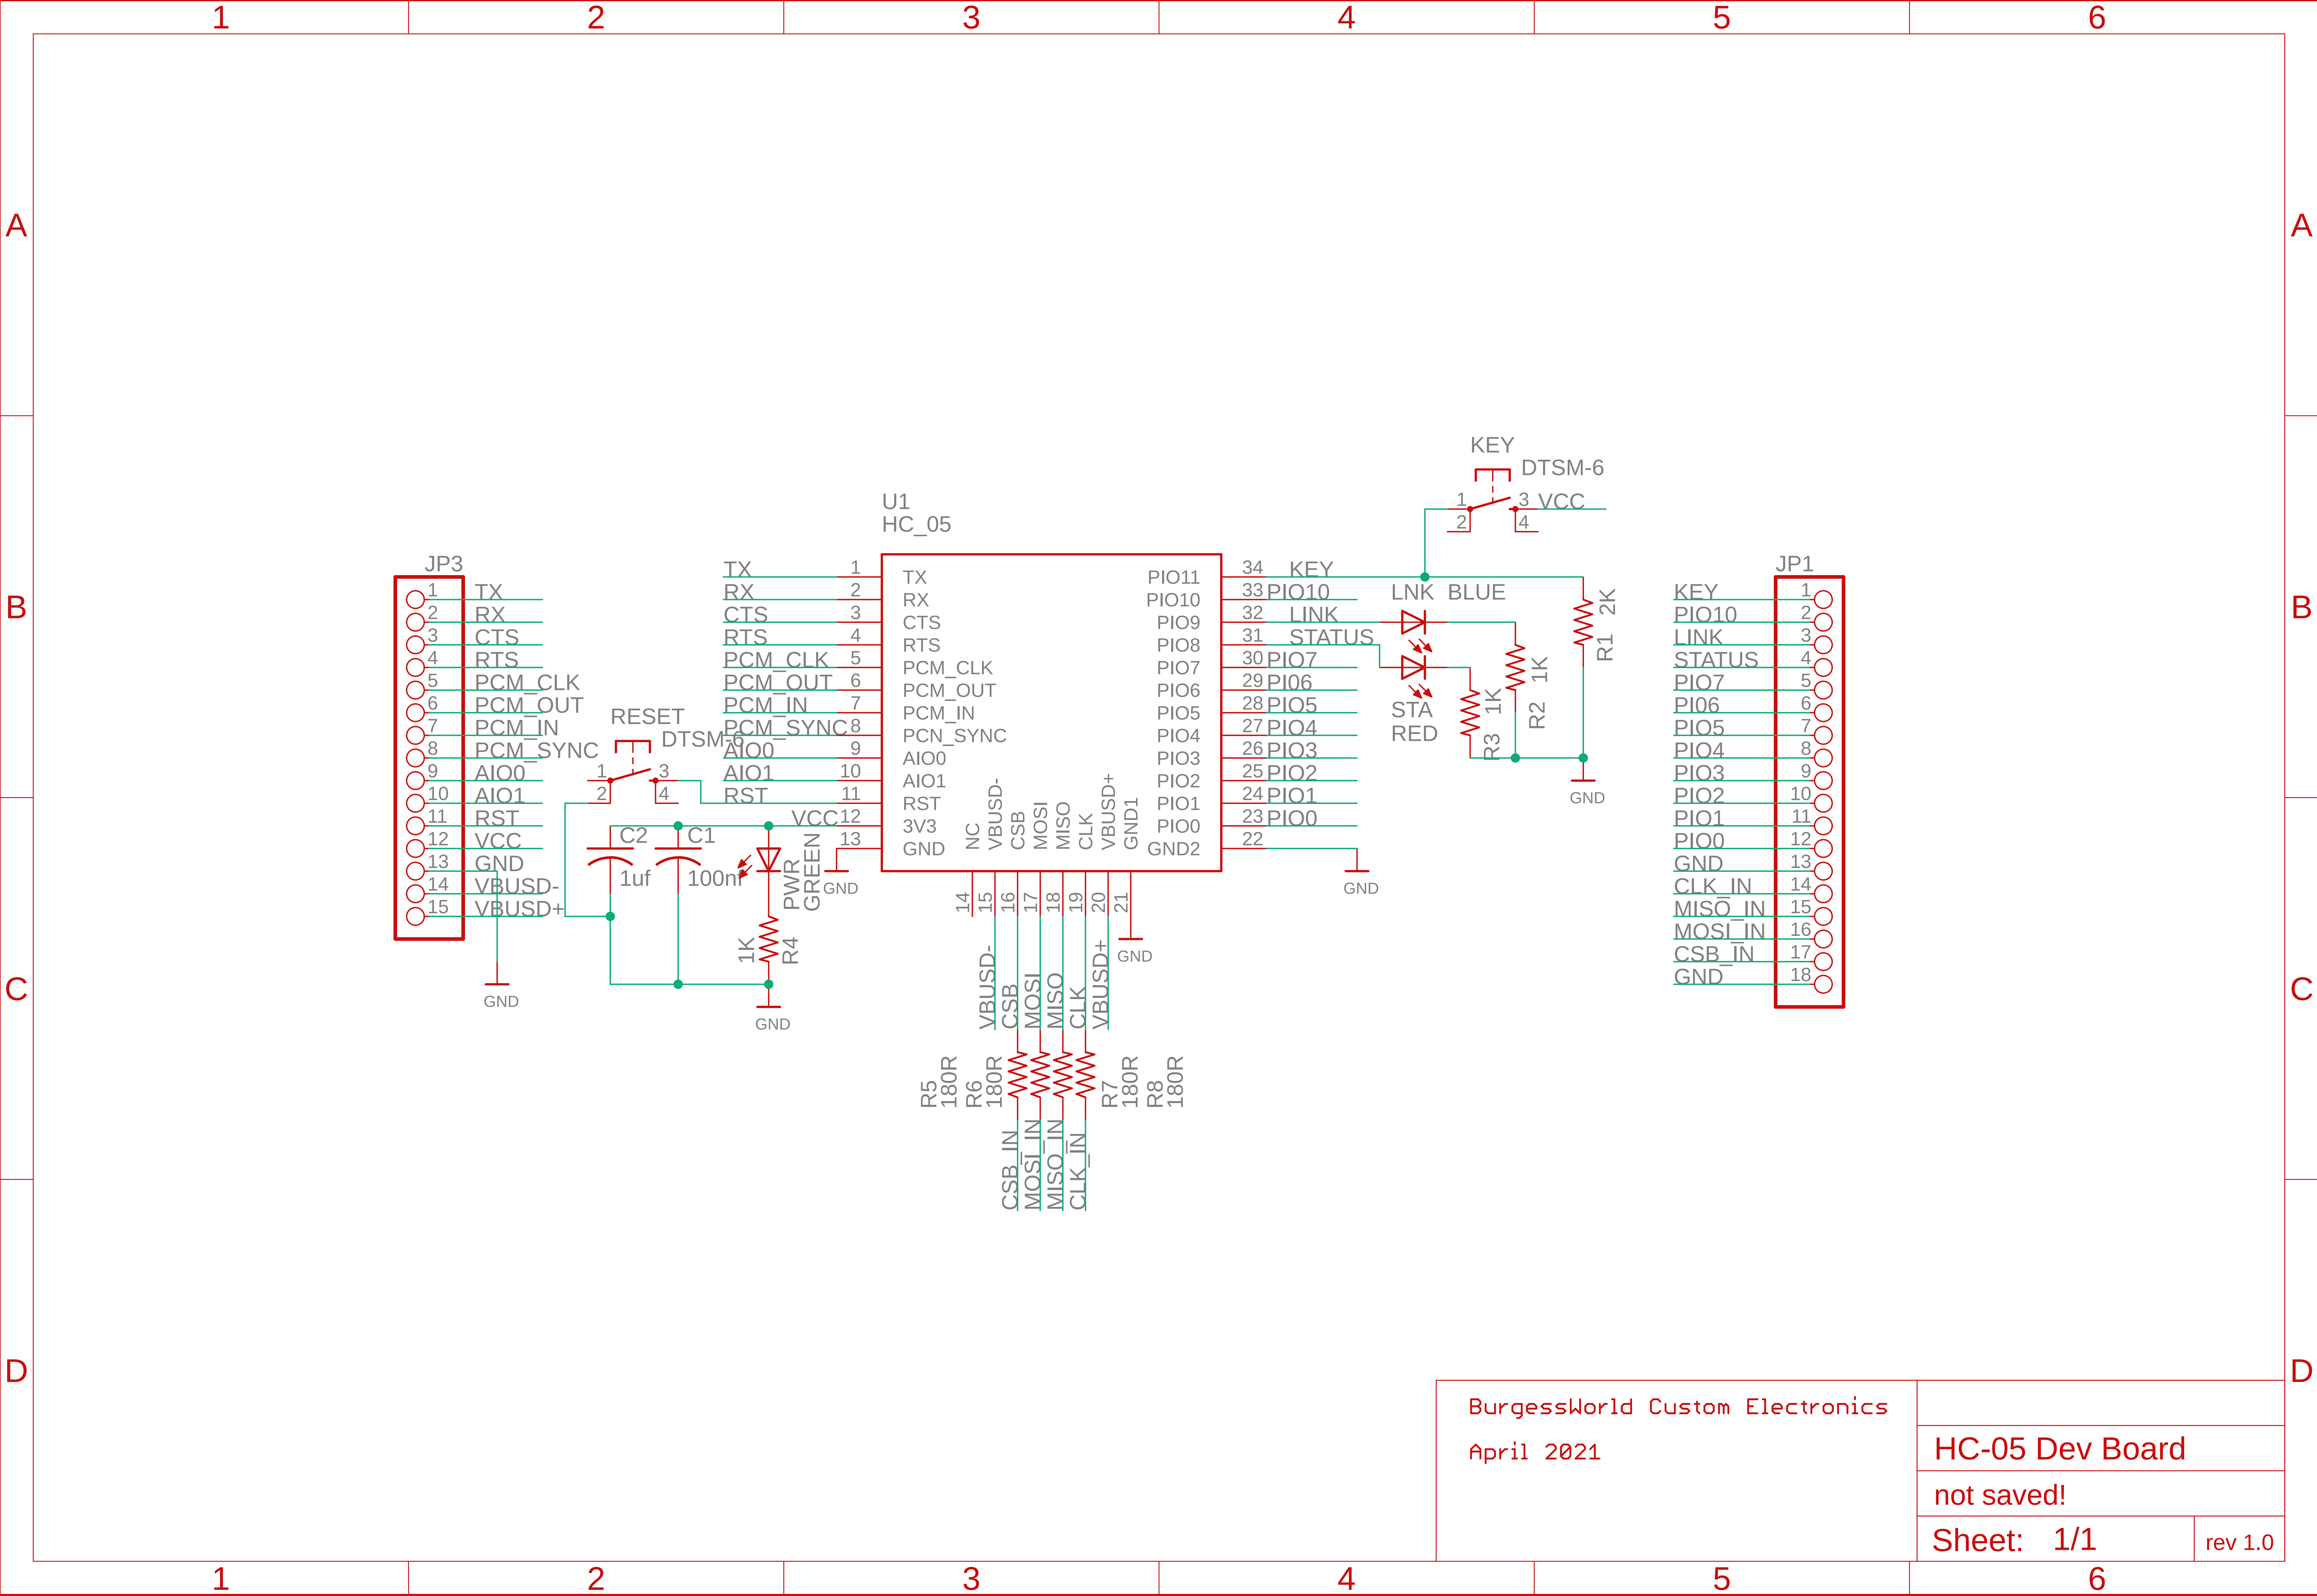 1 2 3 4 5 6
A A
B B
C C
D D
KEY
DTSM-6
1 3 VCC
2 4
U1
HC_05
JP3
1 TX
2 RX
3 CTS
4 RTS
5 PCM_CLK
6 PCM_OUT
7 PCM_IN
8 PCM_SYNC
9 AIO0
10 AIO1
11 RST
12 VCC
13 GND
14 VBUSD-
15 VBUSD+
GND
RESET
DTSM-6
1 3
2 4
C2
1uf
C1
100nf
PWR
GREEN
1K
R4
GND
TX 1 TX
RX 2 RX
CTS 3 CTS
RTS 4 RTS
PCM_CLK 5 PCM_CLK
PCM_OUT 6 PCM_OUT
PCM_IN 7 PCM_IN
PCM_SYNC 8 PCN_SYNC
AIO0 9 AIO0
AIO1 10 AIO1
RST 11 RST
VCC 12 3V3
13 GND
GND
NC 14
VBUSD- 15 VBUSD-
CSB 16 CSB
MOSI 17 MOSI
MISO 18 MISO
CLK 19 CLK
VBUSD+ 20 VBUSD+
GND1 21
GND
PIO11 34 KEY
PIO10 33 PIO10
PIO9 32 LINK
PIO8 31 STATUS
PIO7 30 PIO7
PIO6 29 PI06
PIO5 28 PIO5
PIO4 27 PIO4
PIO3 26 PIO3
PIO2 25 PIO2
PIO1 24 PIO1
PIO0 23 PIO0
GND2 22
GND
LNK BLUE
STA
RED
1K
R3
1K
R2
2K
R1
GND
R5
180R
R6
180R
R7
180R
R8
180R
CSB_IN
MOSI_IN
MISO_IN
CLK_IN
JP1
KEY 1
PIO10 2
LINK 3
STATUS 4
PIO7 5
PI06 6
PIO5 7
PIO4 8
PIO3 9
PIO2 10
PIO1 11
PIO0 12
GND 13
CLK_IN 14
MISO_IN 15
MOSI_IN 16
CSB_IN 17
GND 18
BurgessWorld Custom Electronics
April 2021
HC-05 Dev Board
not saved!
Sheet: 1/1
rev 1.0
1 2 3 4 5 6